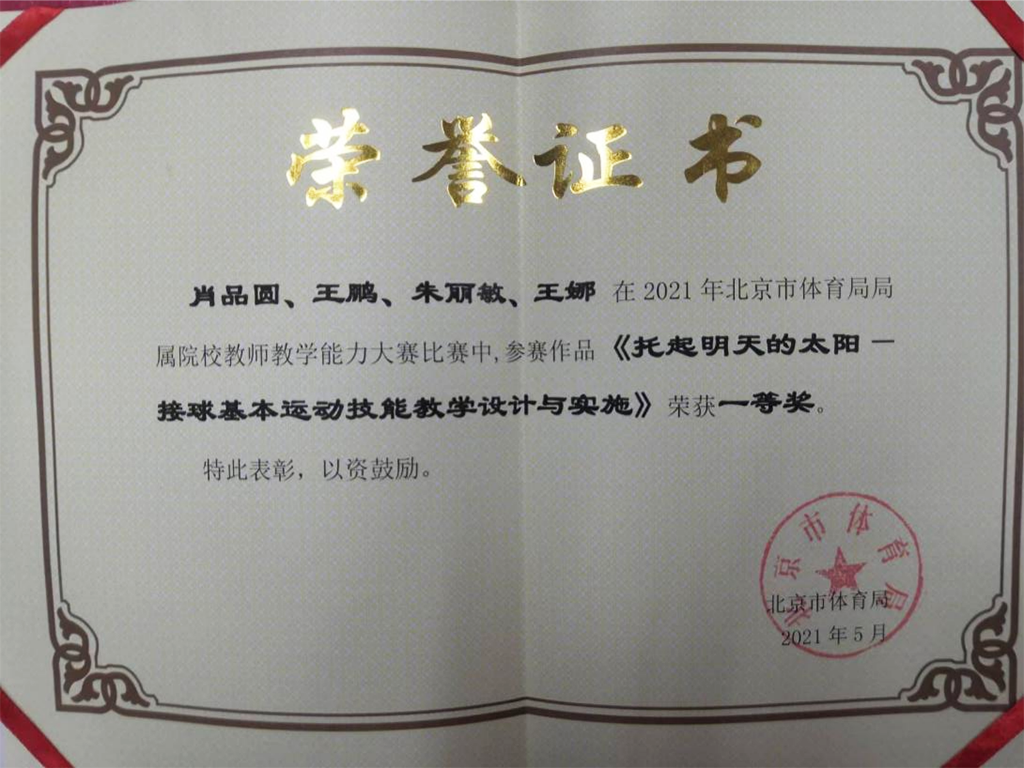 荣誉证书
肖品圆、王鹏、朱丽敏、王娜 在 2021 年北京市体育局局
属院校教师教学能力大赛比赛中,参赛作品《托起明天的太阳－
接球基本运动技能教学设计与实施》荣获一等奖。
特此表彰，以资鼓励。
北京市体育局
北京市体育局
2021 年 5 月